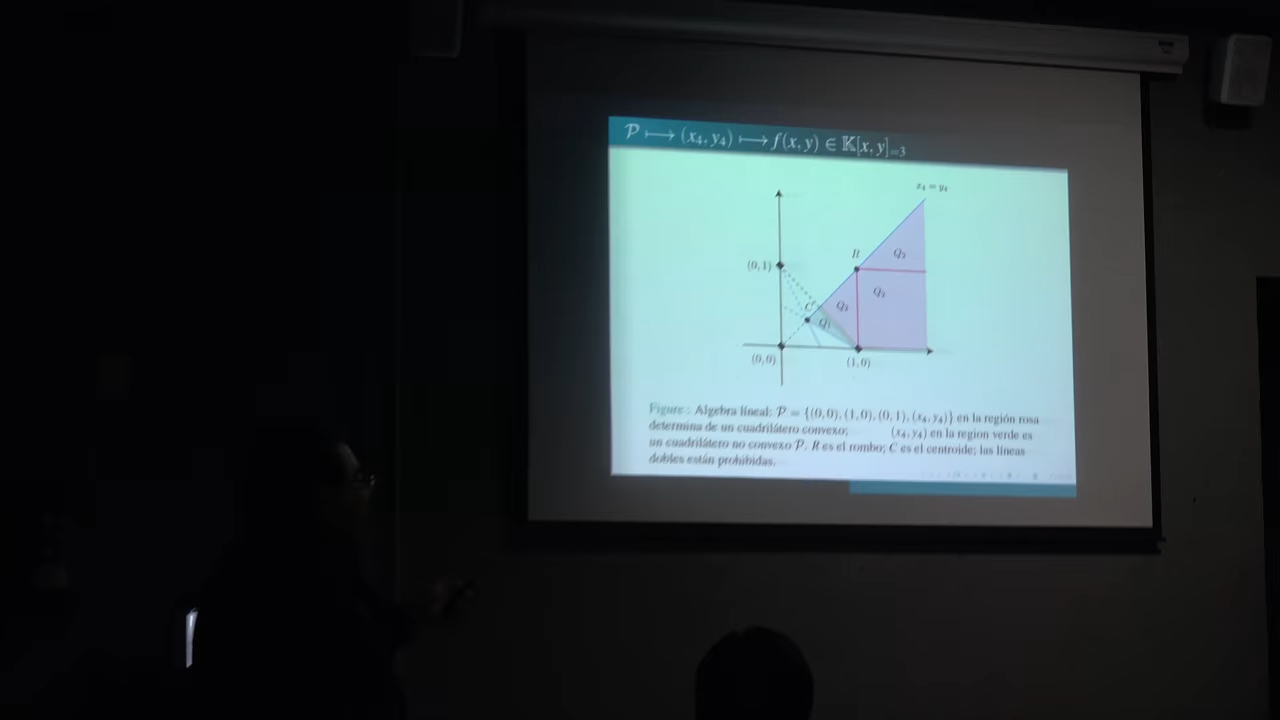 𝒫 ⟼ (x₄, y₄) ⟼ f(x, y) ∈ 𝕂[x, y]₌₃
x₄ = y₄
R
Q₃
(0, 1)
Q₂
C
Q₁
(0, 0)
(1, 0)
Figure : Algebra lineal: 𝒫 = {(0, 0), (1, 0), (0, 1), (x₄, y₄)} en la región rosa
determina de un cuadrilátero convexo; (x₄, y₄) en la region verde es
un cuadrilátero no convexo 𝒫. R es el rombo; C es el centroide; las líneas
dobles están prohibidas.